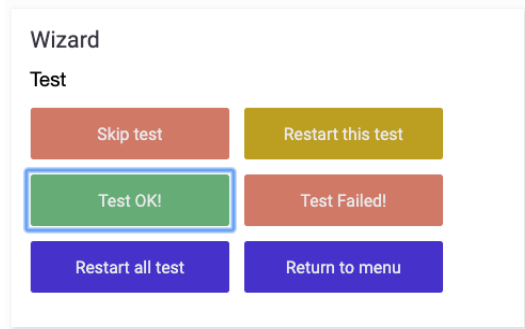 Wizard
Test
Skip test
Restart this test
Test OK!
Test Failed!
Restart all test
Return to menu